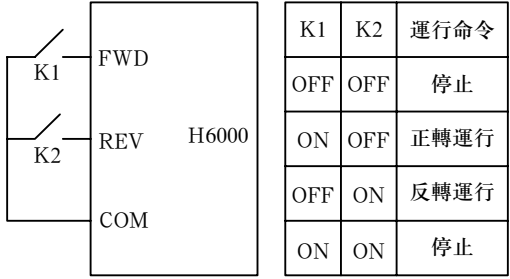 FWD
K1
REV
K2
H6000
COM
K1 K2 運行命令
OFF OFF 停止
ON OFF 正轉運行
OFF ON 反轉運行
ON ON 停止